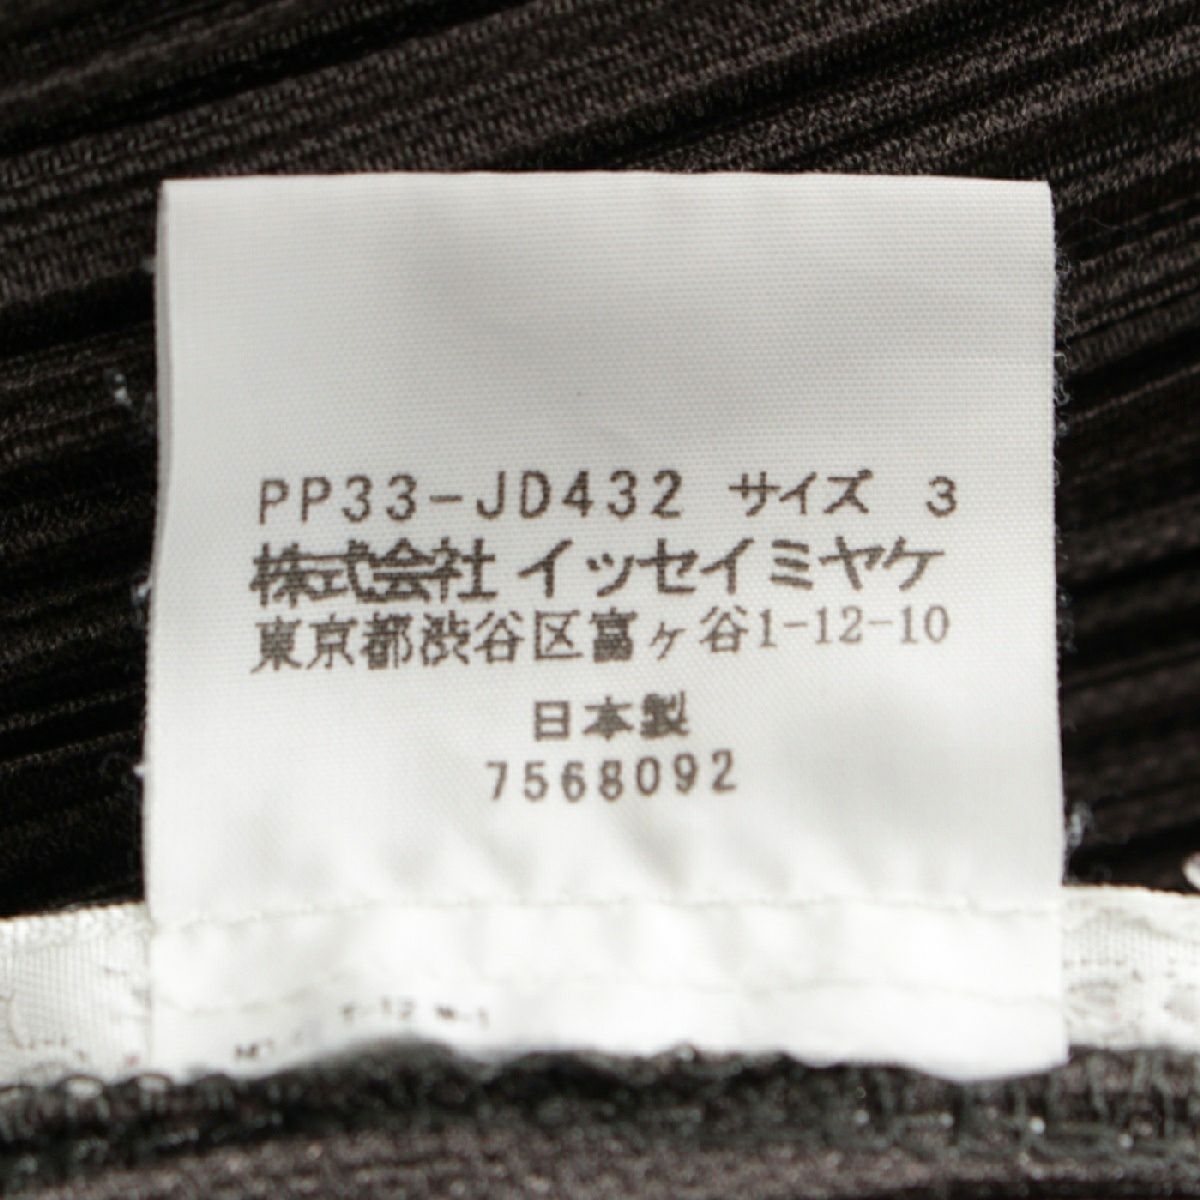 PP33-JD432 サイズ 3
株式会社 イッセイミヤケ
東京都渋谷区富ヶ谷1-12-10
日本製
7568092